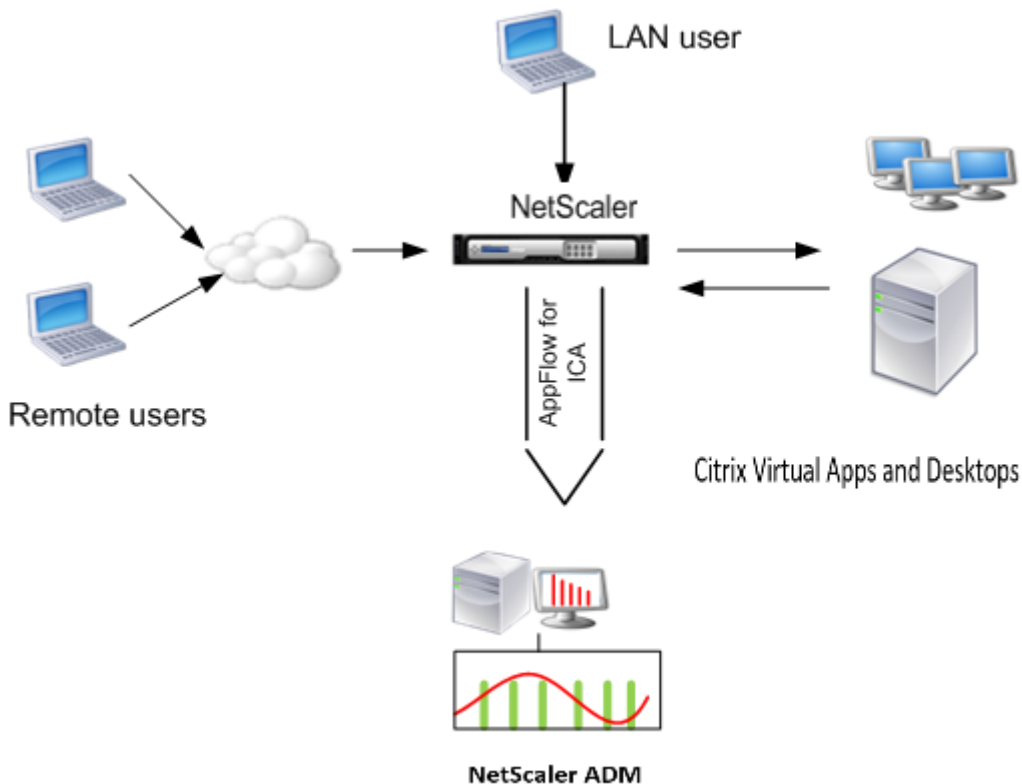 LAN user
NetScaler
Remote users
AppFlow for
ICA
Citrix Virtual Apps and Desktops
NetScaler ADM